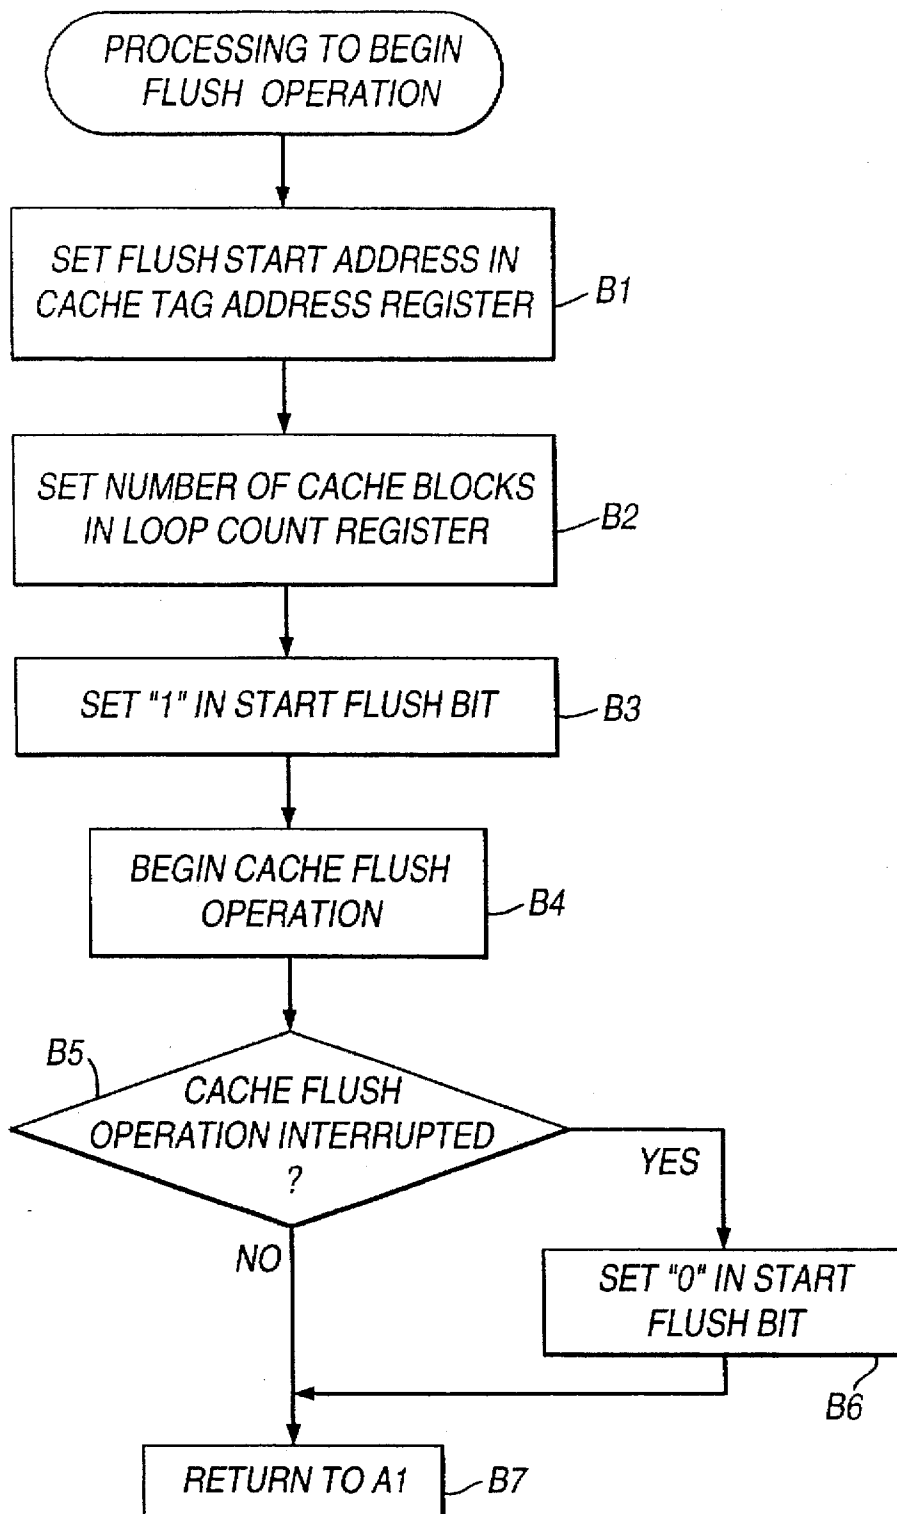 PROCESSING TO BEGIN
FLUSH OPERATION
SET FLUSH START ADDRESS IN
CACHE TAG ADDRESS REGISTER
B1
SET NUMBER OF CACHE BLOCKS
IN LOOP COUNT REGISTER
B2
SET "1" IN START FLUSH BIT
B3
BEGIN CACHE FLUSH
OPERATION
B4
B5
CACHE FLUSH
OPERATION INTERRUPTED
?
YES
NO
SET "0" IN START
FLUSH BIT
B6
RETURN TO A1
B7